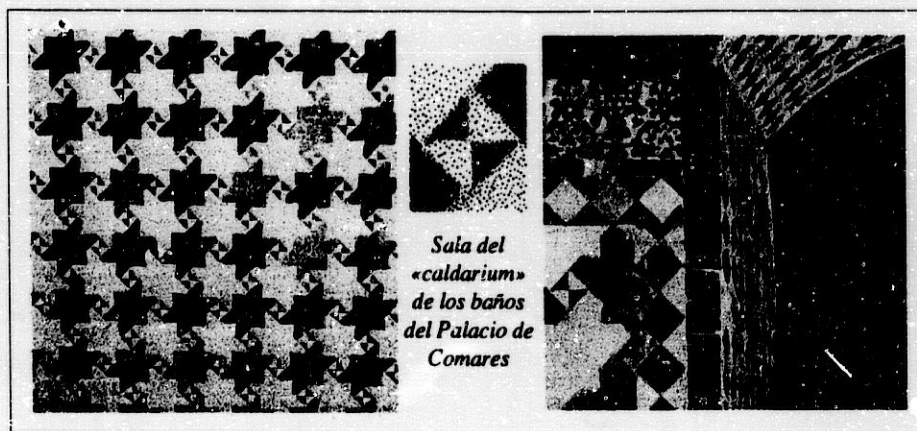 Sala del
«caldarium»
de los baños
del Palacio de
Comares